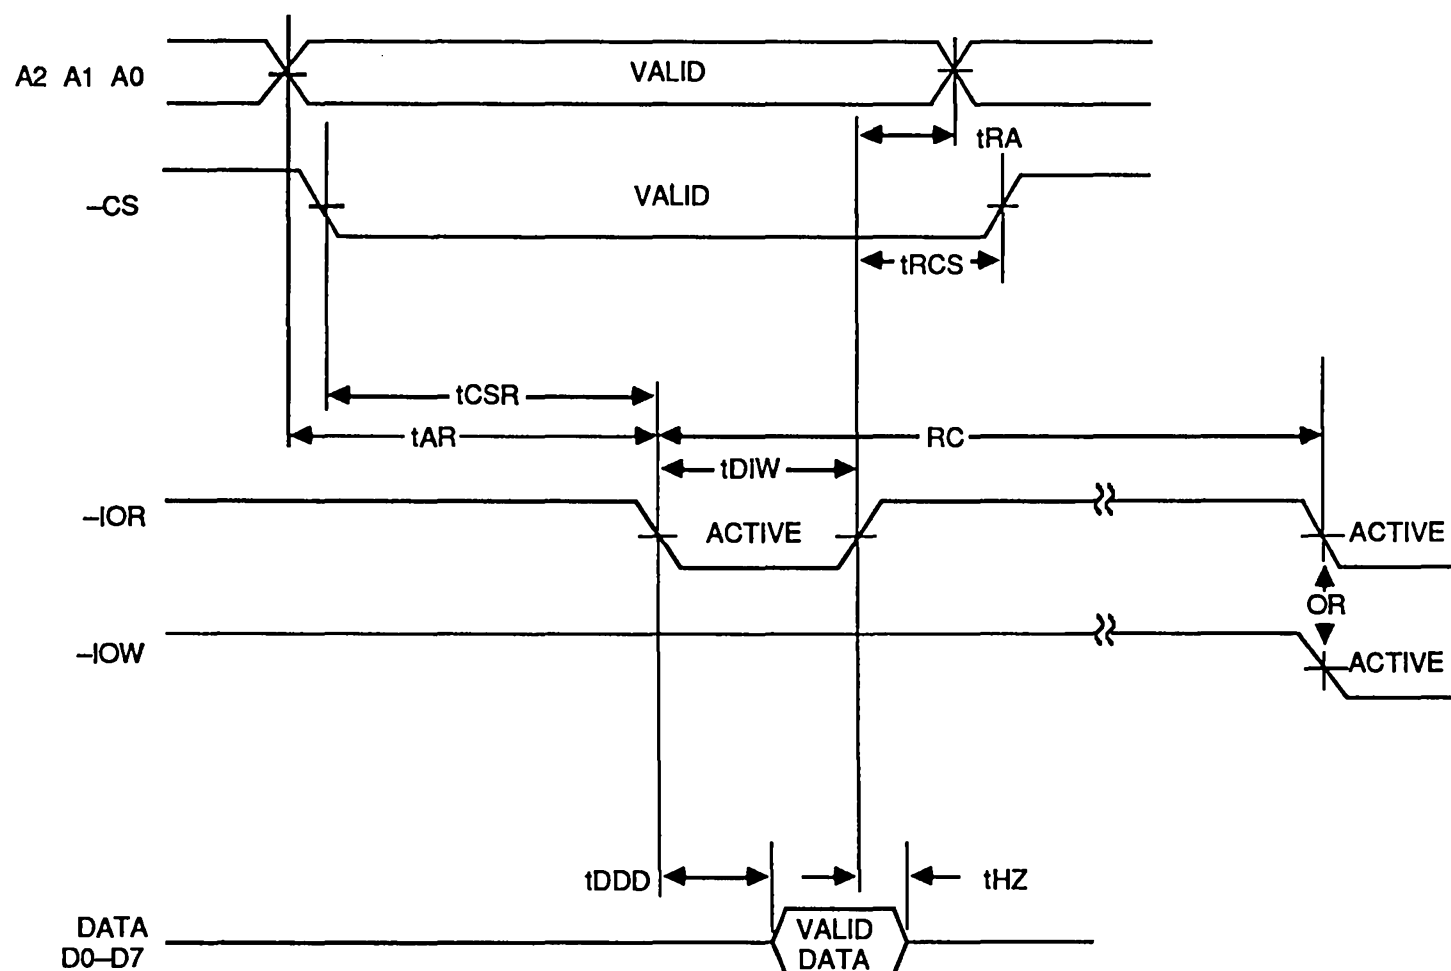 A2 A1 A0
VALID
tRA
–CS
VALID
tRCS
tCSR
tAR
RC
tDIW
–IOR
ACTIVE
ACTIVE
OR
–IOW
ACTIVE
tDDD
tHZ
DATA
D0–D7
VALID
DATA